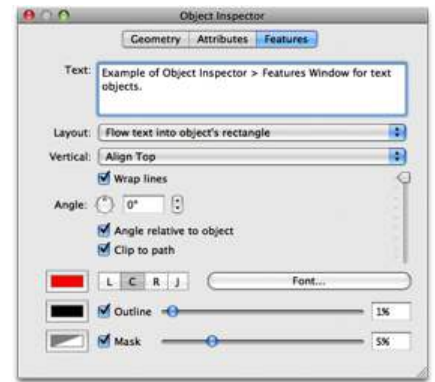 Object Inspector
Geometry Attributes Features
Text: Example of Object Inspector > Features Window for text
objects.
Layout: Flow text into object's rectangle
Vertical: Align Top
Wrap lines
Angle: 0°
Angle relative to object
Clip to path
L C R J Font...
Outline 1%
Mask 5%